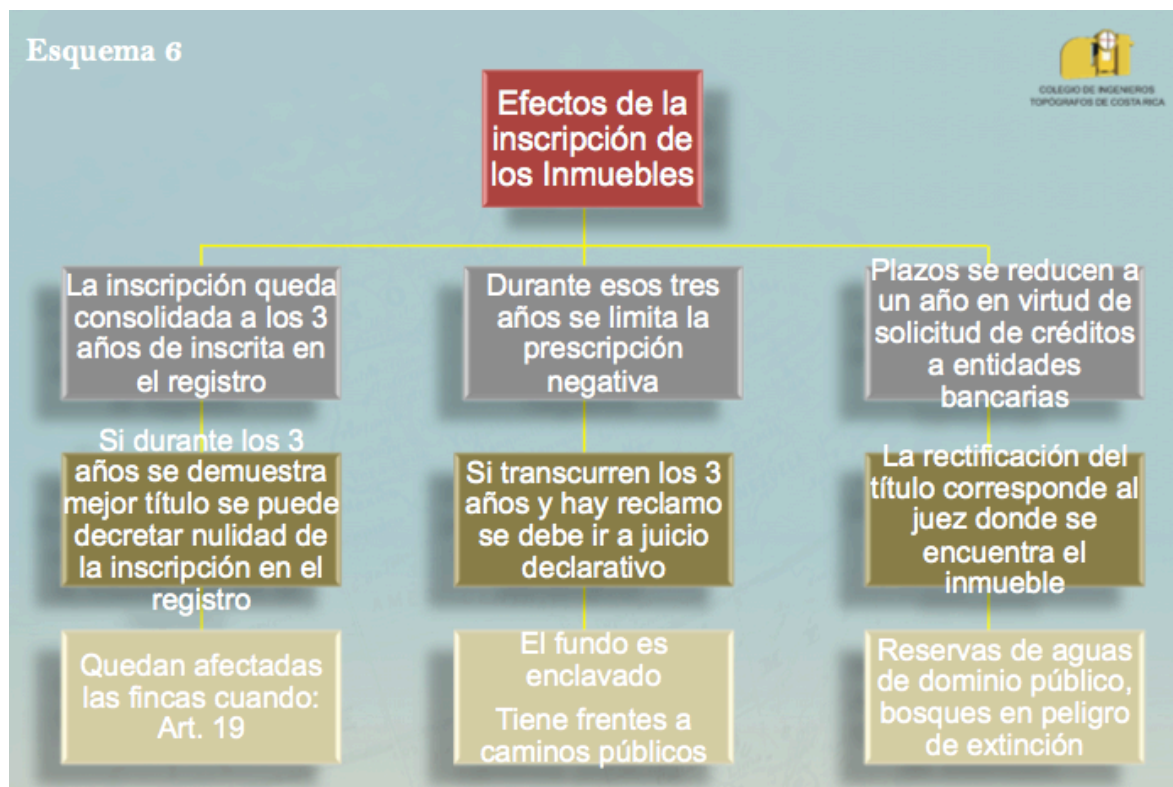 Esquema 6
COLEGIO DE INGENIEROS
TOPÓGRAFOS DE COSTA RICA
Efectos de la
inscripción de
los Inmuebles
La inscripción queda
consolidada a los 3
años de inscrita en
el registro
Durante esos tres
años se limita la
prescripción
negativa
Plazos se reducen a
un año en virtud de
solicitud de créditos
a entidades
bancarias
Si durante los 3
años se demuestra
mejor título se puede
decretar nulidad de
la inscripción en el
registro
Si transcurren los 3
años y hay reclamo
se debe ir a juicio
declarativo
La rectificación del
título corresponde al
juez donde se
encuentra el
inmueble
Quedan afectadas
las fincas cuando:
Art. 19
El fundo es
enclavado
Tiene frentes a
caminos públicos
Reservas de aguas
de dominio público,
bosques en peligro
de extinción